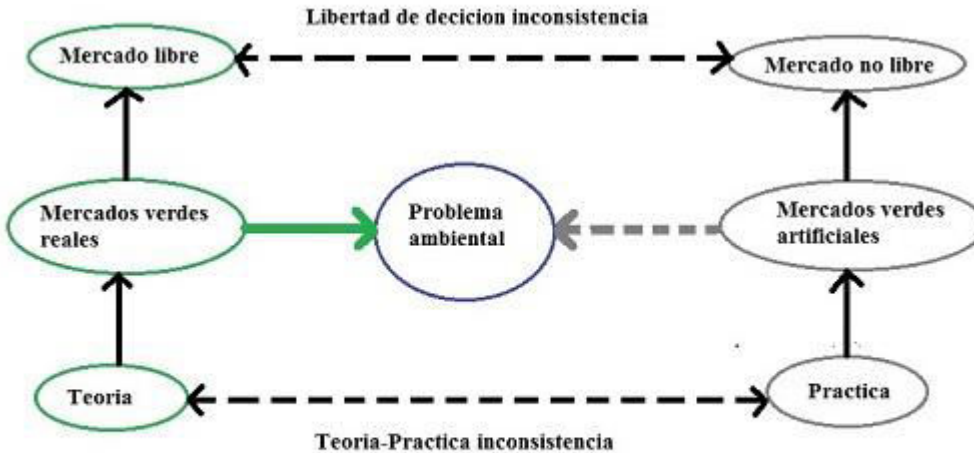 Libertad de decicion inconsistencia
Mercado libre
Mercado no libre
Mercados verdes
reales
Problema
ambiental
Mercados verdes
artificiales
Teoria
Practica
Teoria-Practica inconsistencia